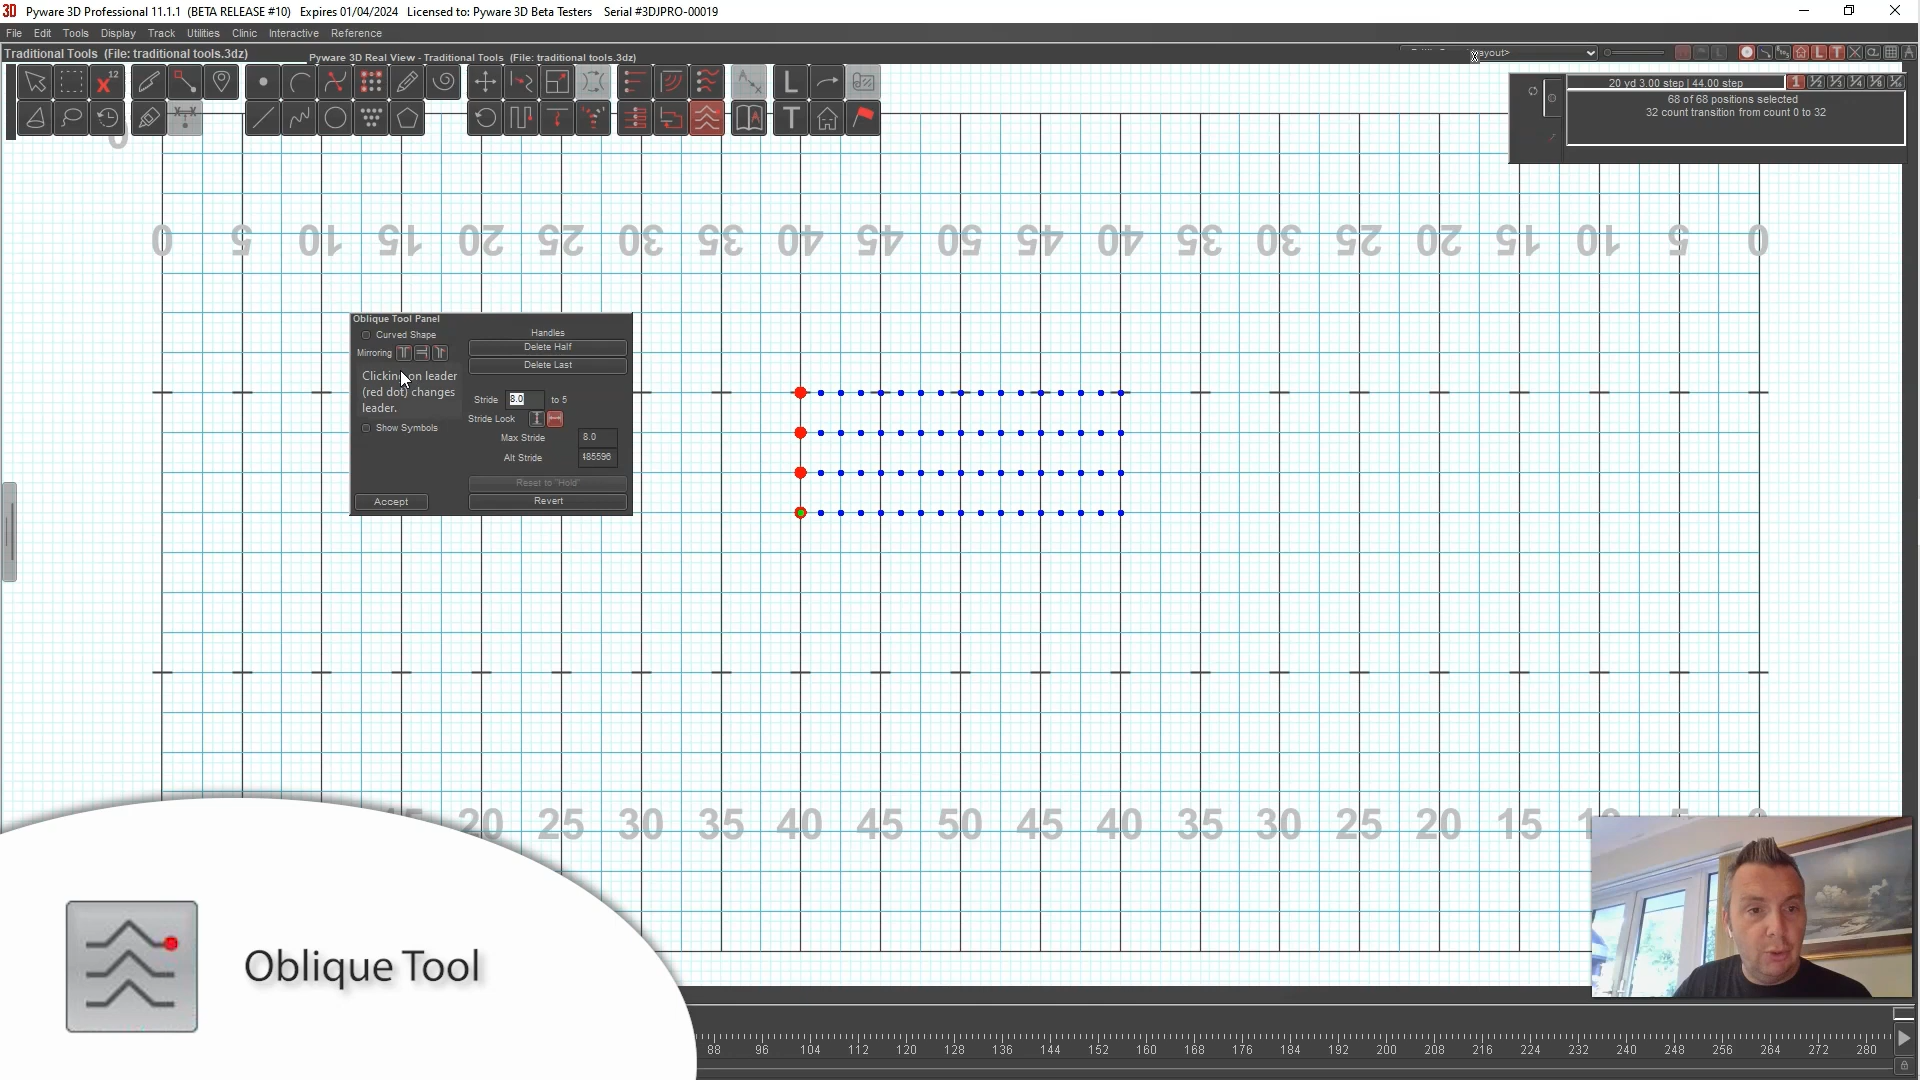 3D Pyware 3D Professional 11.1.1 (BETA RELEASE #10) Expires 01/04/2024 Licensed to: Pyware 3D Beta Testers Serial #3DJPRO-00019
File Edit Tools Display Track Utilities Clinic Interactive Reference
Traditional Tools (File: traditional tools.3dz)
Pyware 3D Real View - Traditional Tools (File: traditional tools.3dz)
20 yd 3.00 step | 44.00 step
68 of 68 positions selected
32 count transition from count 0 to 32
0 5 10 15 20 25 30 35 40 45 50 45 40 35 30 25 20 15 10 5 0
Oblique Tool Panel
Curved Shape
Mirroring
Clicking on leader
(red dot) changes
leader.
Show Symbols
Accept
Handles
Delete Half
Delete Last
Stride 8.0 to 5
Stride Lock
Max Stride 8.0
Alt Stride 485596
Reset to "Hold"
Revert
15 20 25 30 35 40 45 50 45 40 35 30 25 20 15
Oblique Tool
88 96 104 112 120 128 136 144 152 160 168 176 184 192 200 208 216 224 232 240 248 256 264 272 280